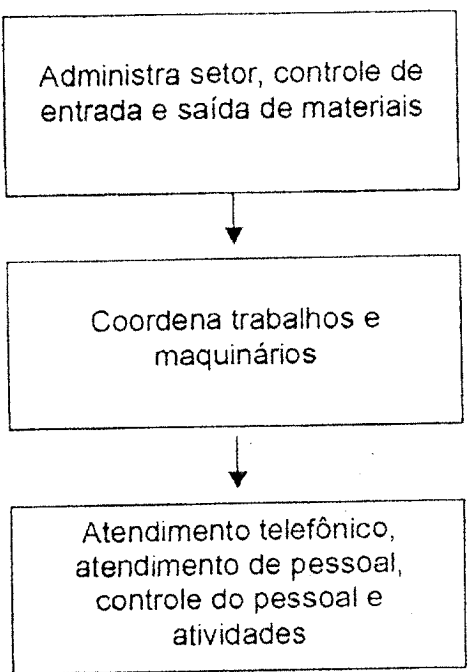 Administra setor, controle de
entrada e saída de materiais
Coordena trabalhos e
maquinários
Atendimento telefônico,
atendimento de pessoal,
controle do pessoal e
atividades